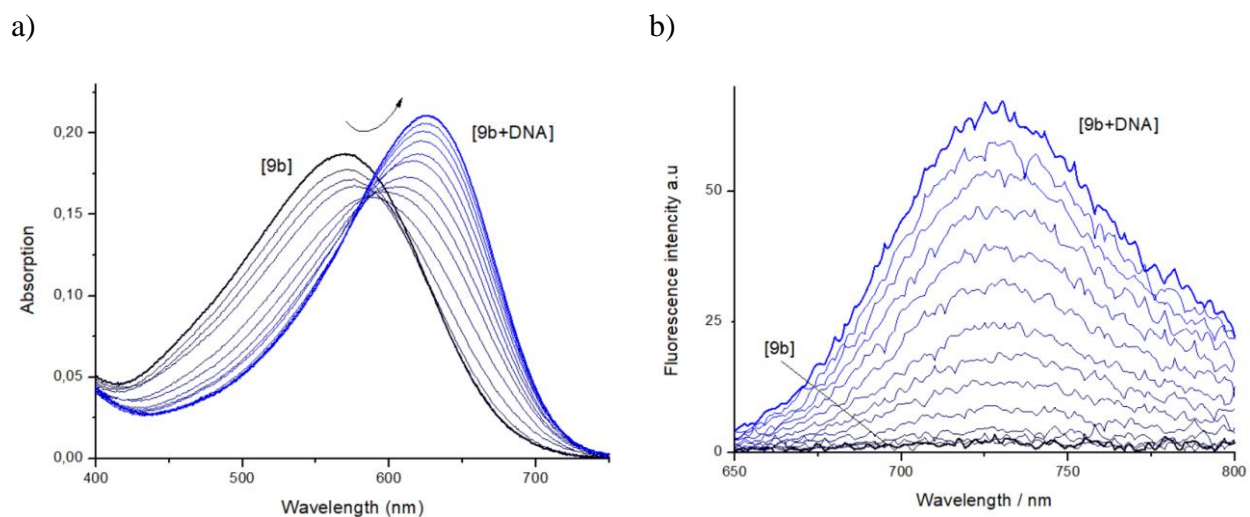 a)
b)
[9b]
[9b+DNA]
0,20
0,15
0,10
0,05
0,00
Absorption
400
500
600
700
Wavelength (nm)
[9b+DNA]
[9b]
50
25
0
Fluorescence intencity a.u
650
700
750
800
Wavelength / nm